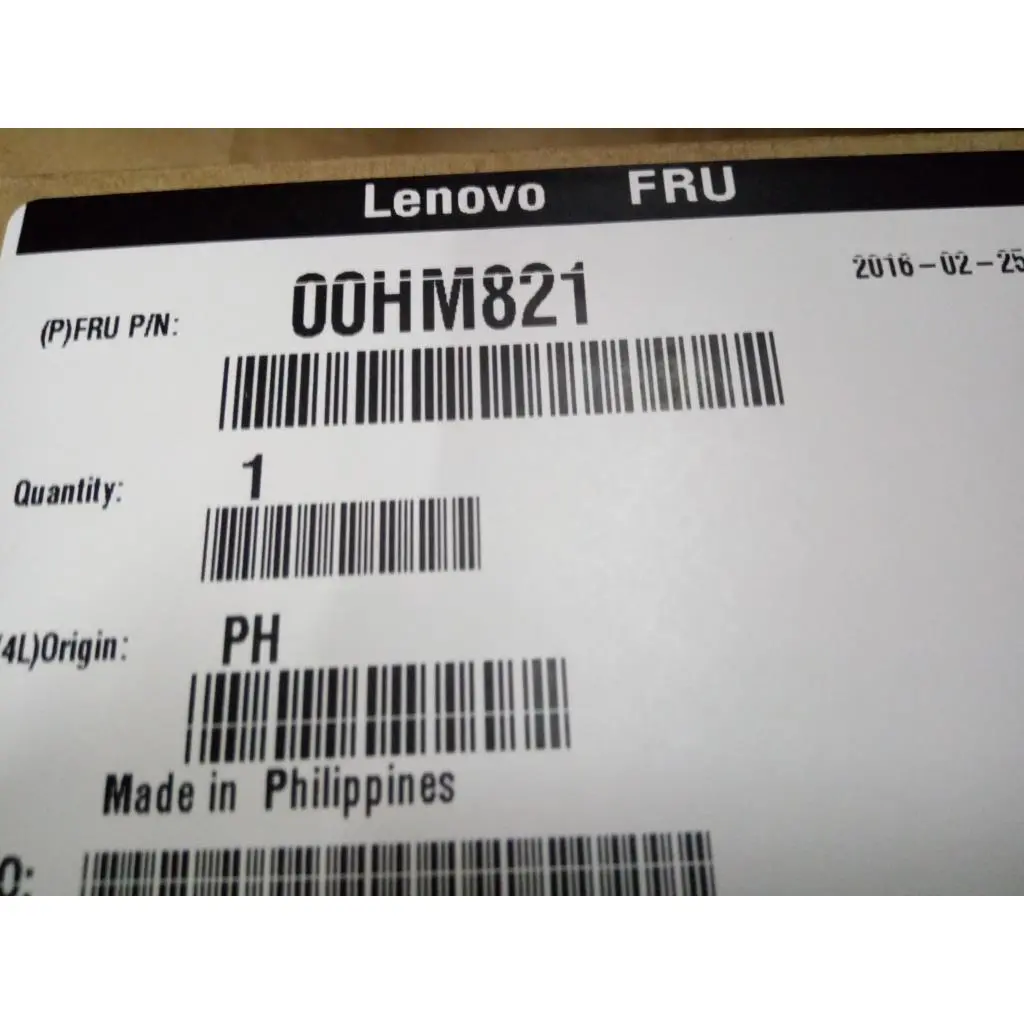 Lenovo FRU
2016-02-25
(P)FRU P/N: 00HM821
Quantity: 1
(4L)Origin: PH
Made in Philippines
O: